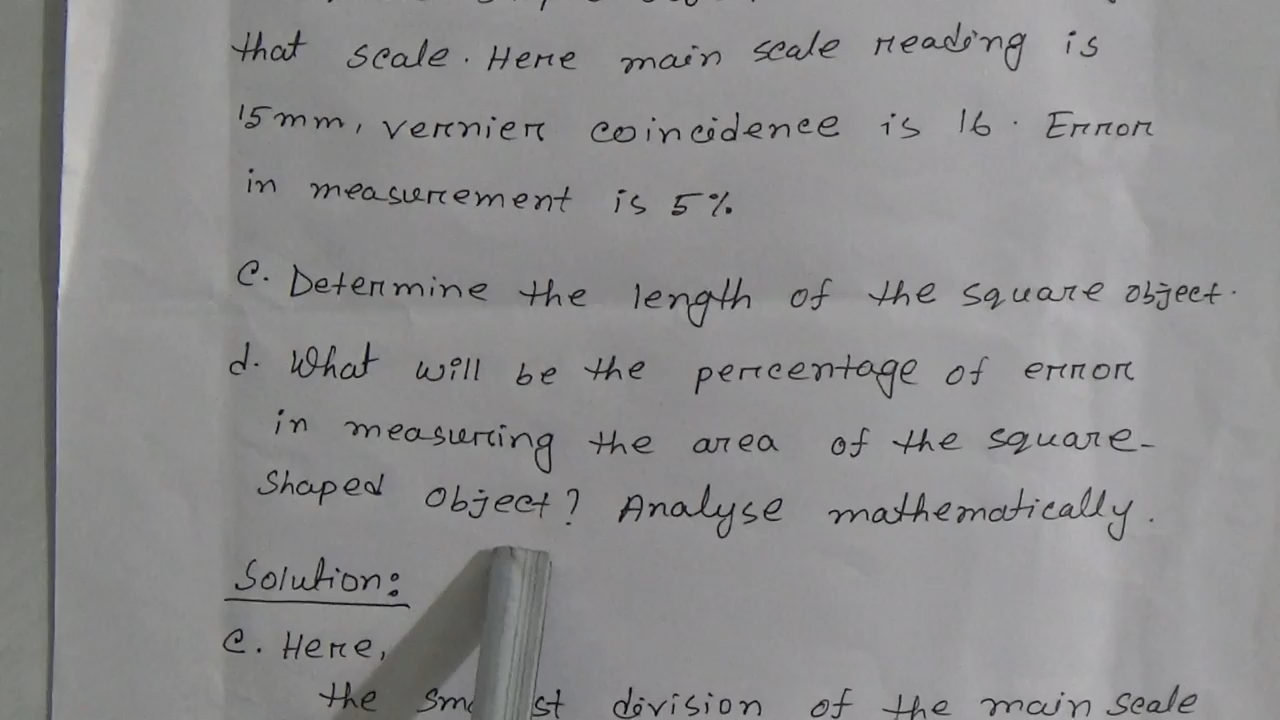 that scale. Here main scale reading is
15mm, vernier coincidence is 16. Error
in measurement is 5%
C. Determine the length of the square object.
d. What will be the percentage of error
in measuring the area of the square-
Shaped object? Analyse mathematically.
Solution:
C. Here,
the division of the main scale